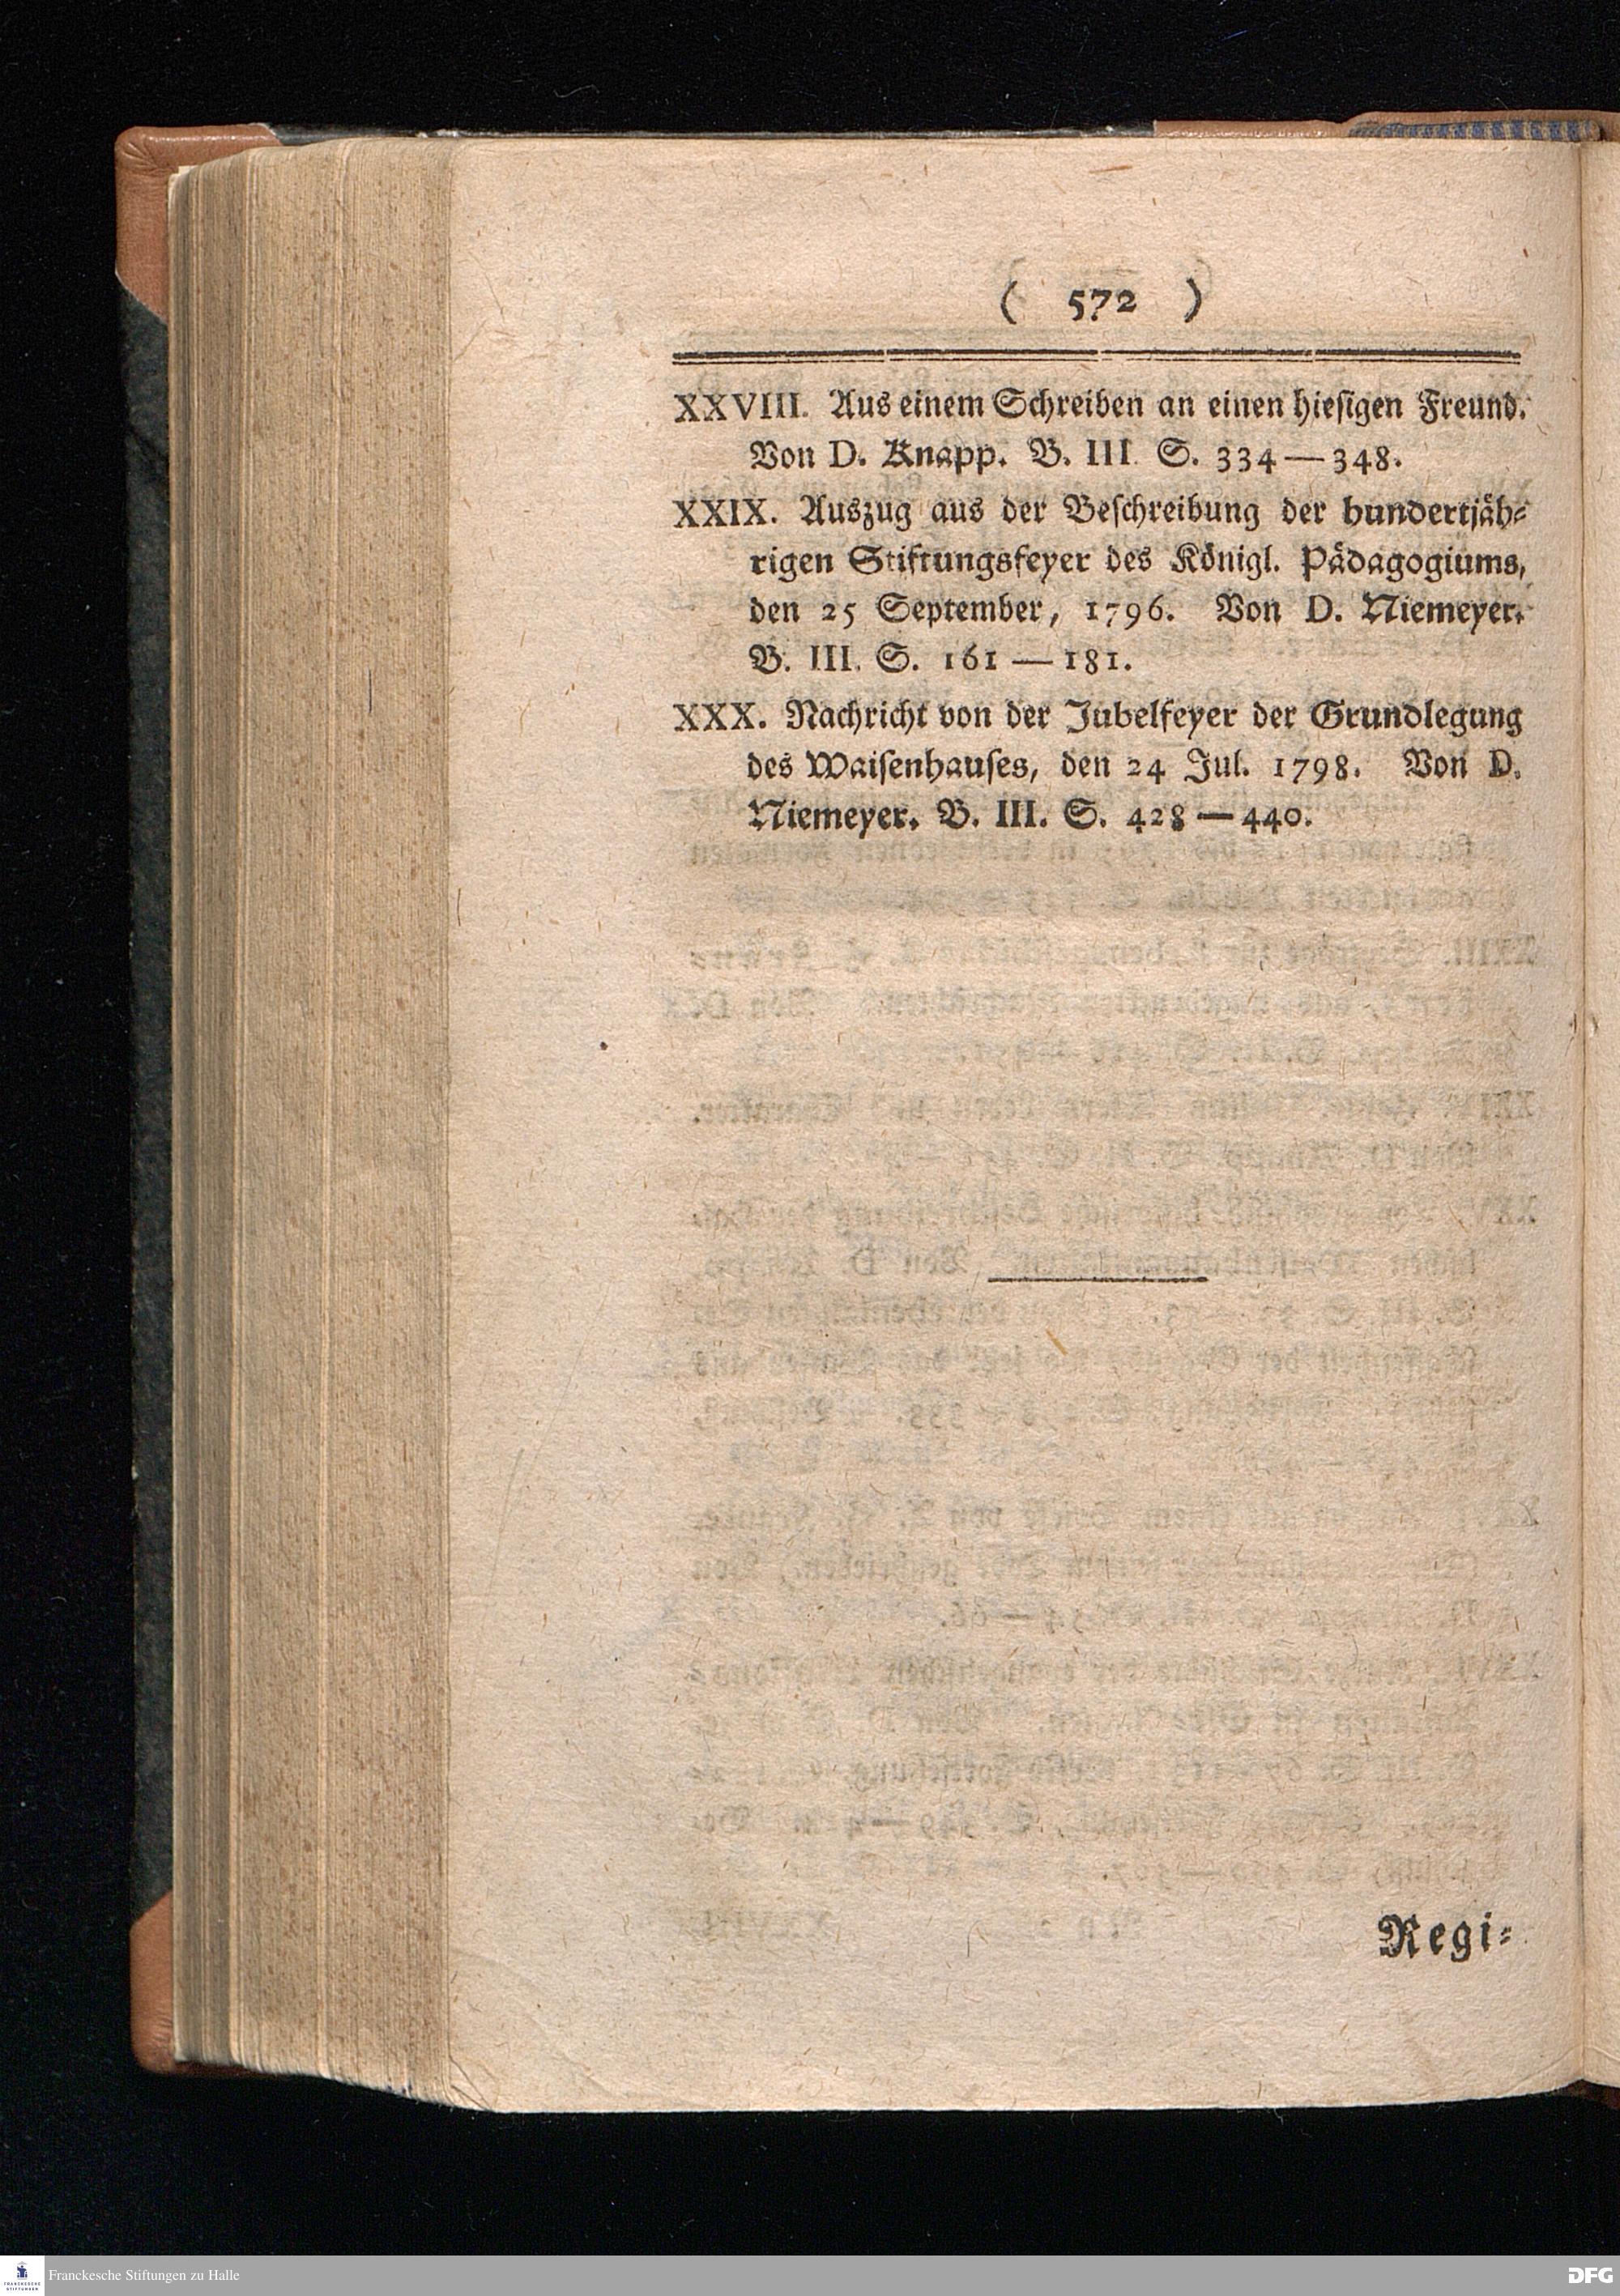 ( 572 )
XXVIII. Aus einem Schreiben an einen hiesigen Freund.
Von D. Knapp. B. III. S. 334—348.
XXIX. Auszug aus der Beschreibung der hundertjäh-
rigen Stiftungsfeyer des Königl. Pädagogiums,
den 25 September, 1796. Von D. Niemeyer.
B. III. S. 161—181.
XXX. Nachricht von der Jubelfeyer der Grundlegung
des Waisenhauses, den 24 Jul. 1798. Von D.
Niemeyer. B. III. S. 428—440.
Regi-
FRANCKESCHE STIFTUNGEN
Franckesche Stiftungen zu Halle
DFG